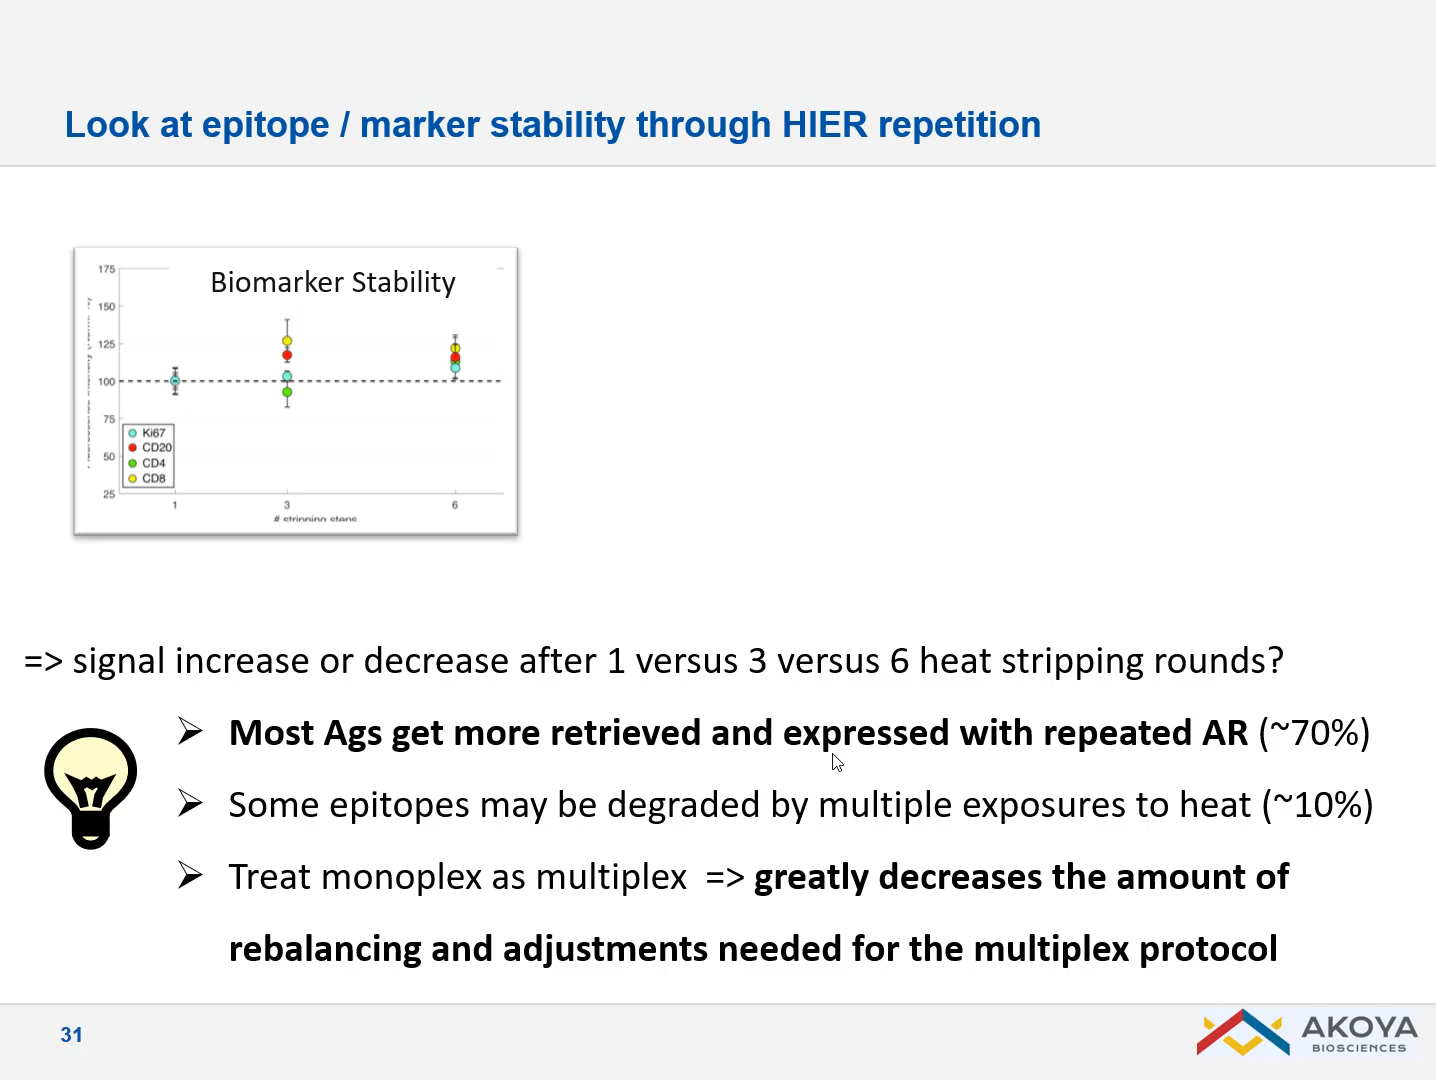 Look at epitope / marker stability through HIER repetition
Biomarker Stability
175
150
125
100
75
50
25
Ki67
CD20
CD4
CD8
1 3 6
# stripping steps
=> signal increase or decrease after 1 versus 3 versus 6 heat stripping rounds?
➢ Most Ags get more retrieved and expressed with repeated AR (~70%)
➢ Some epitopes may be degraded by multiple exposures to heat (~10%)
➢ Treat monoplex as multiplex => greatly decreases the amount of
rebalancing and adjustments needed for the multiplex protocol
31
AKOYA
BIOSCIENCES